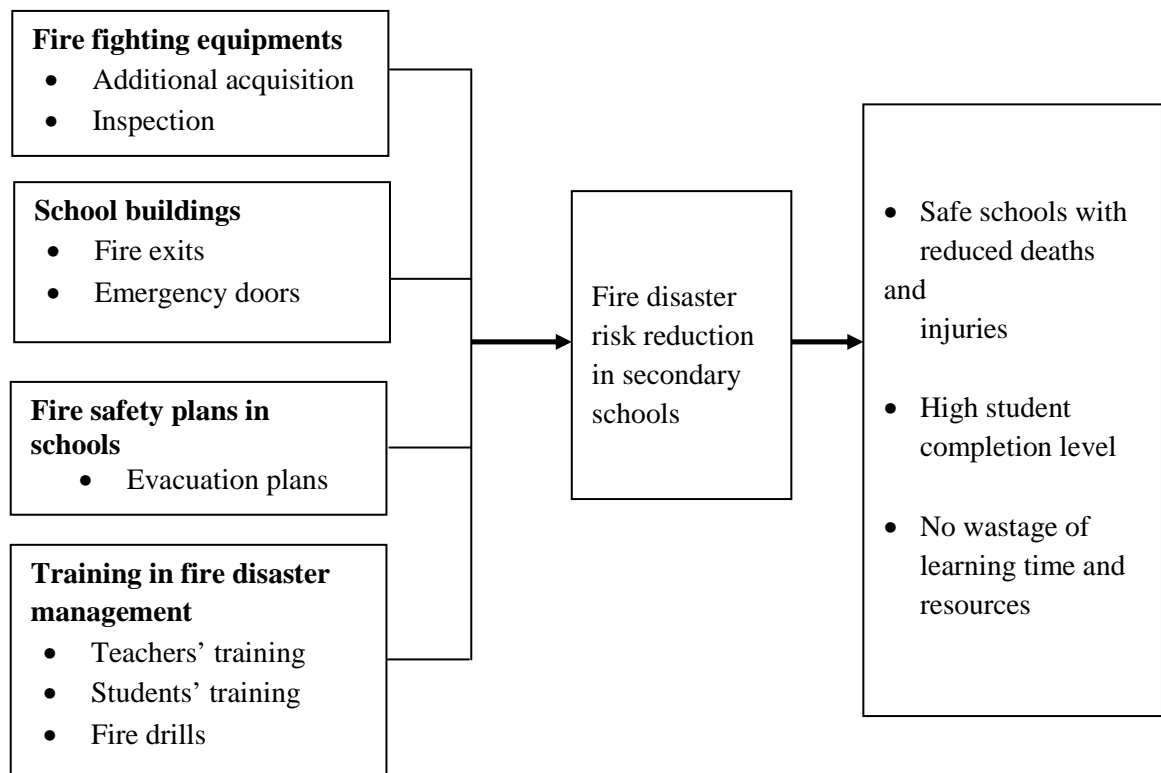 Fire fighting equipments
• Additional acquisition
• Inspection
School buildings
• Fire exits
• Emergency doors
Fire safety plans in
schools
• Evacuation plans
Training in fire disaster
management
• Teachers’ training
• Students’ training
• Fire drills
Fire disaster
risk reduction
in secondary
schools
• Safe schools with
reduced deaths
and
injuries
• High student
completion level
• No wastage of
learning time and
resources